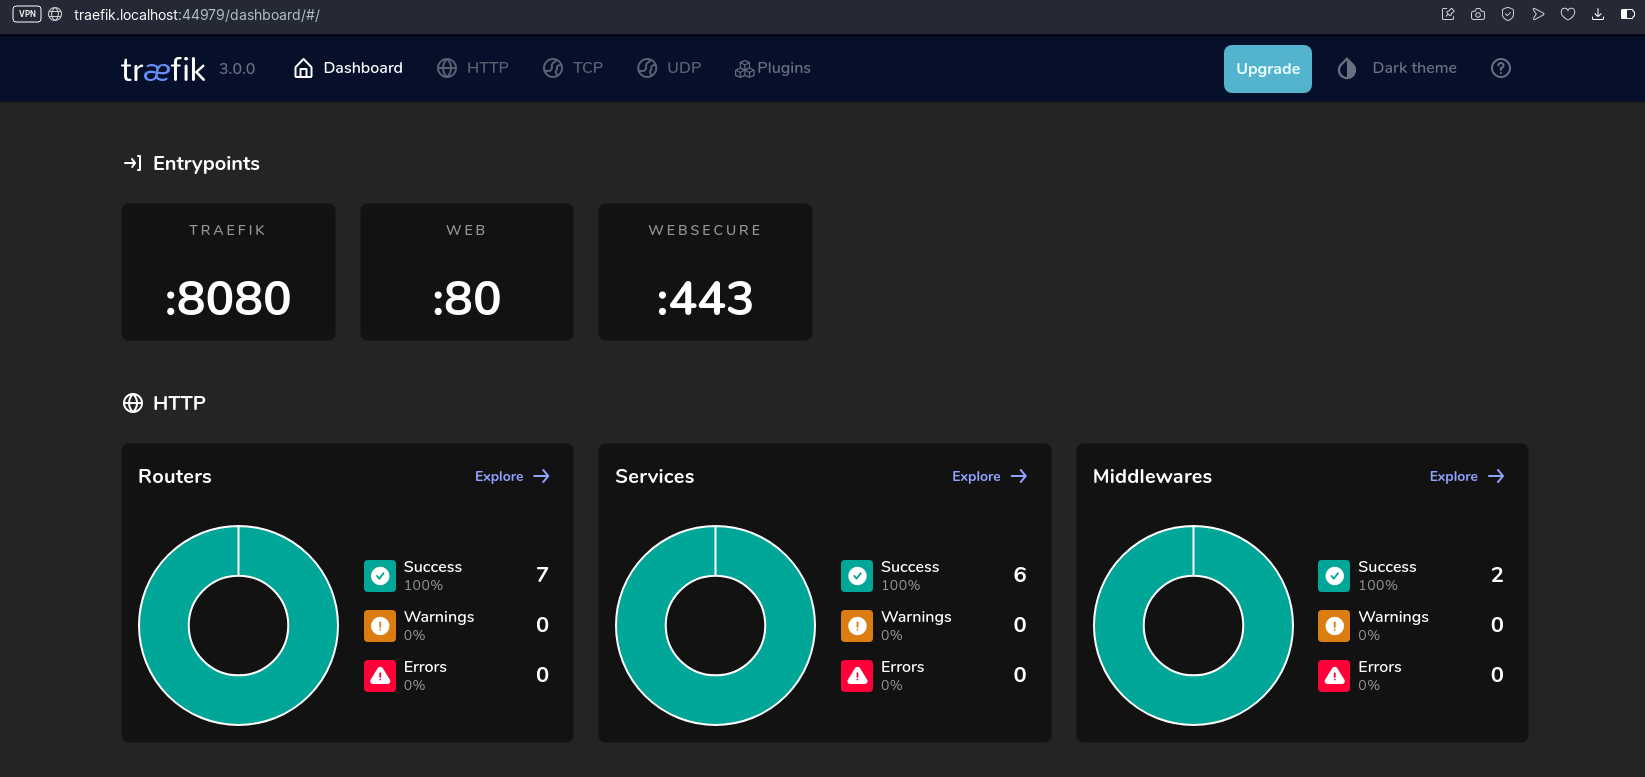 VPN traefik.localhost:44979/dashboard/#/
træfik 3.0.0 Dashboard HTTP TCP UDP Plugins Upgrade Dark theme
Entrypoints
TRAEFIK WEB WEBSECURE
:8080 :80 :443
HTTP
Routers Explore
Success 7
100%
Warnings 0
0%
Errors 0
0%
Services Explore
Success 6
100%
Warnings 0
0%
Errors 0
0%
Middlewares Explore
Success 2
100%
Warnings 0
0%
Errors 0
0%